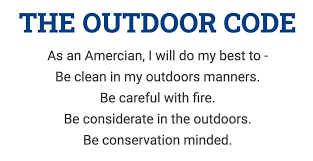 THE OUTDOOR CODE
As an Amercian, I will do my best to -
Be clean in my outdoors manners.
Be careful with fire.
Be considerate in the outdoors.
Be conservation minded.